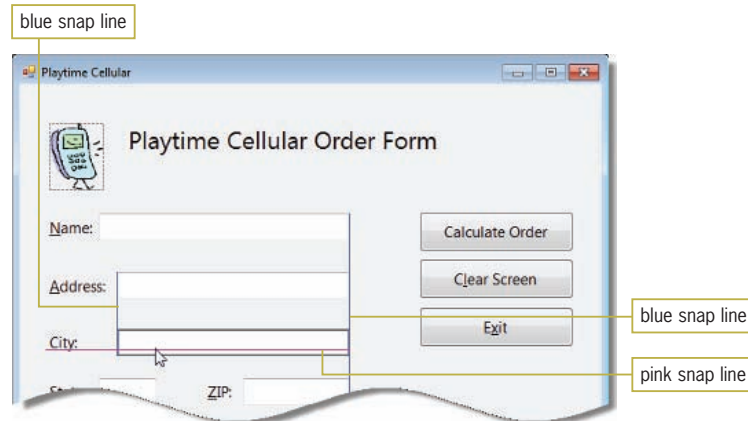 blue snap line
Playtime Cellular
Playtime Cellular Order Form
Name:
Calculate Order
Address:
Clear Screen
blue snap line
City:
Exit
pink snap line
ZIP: